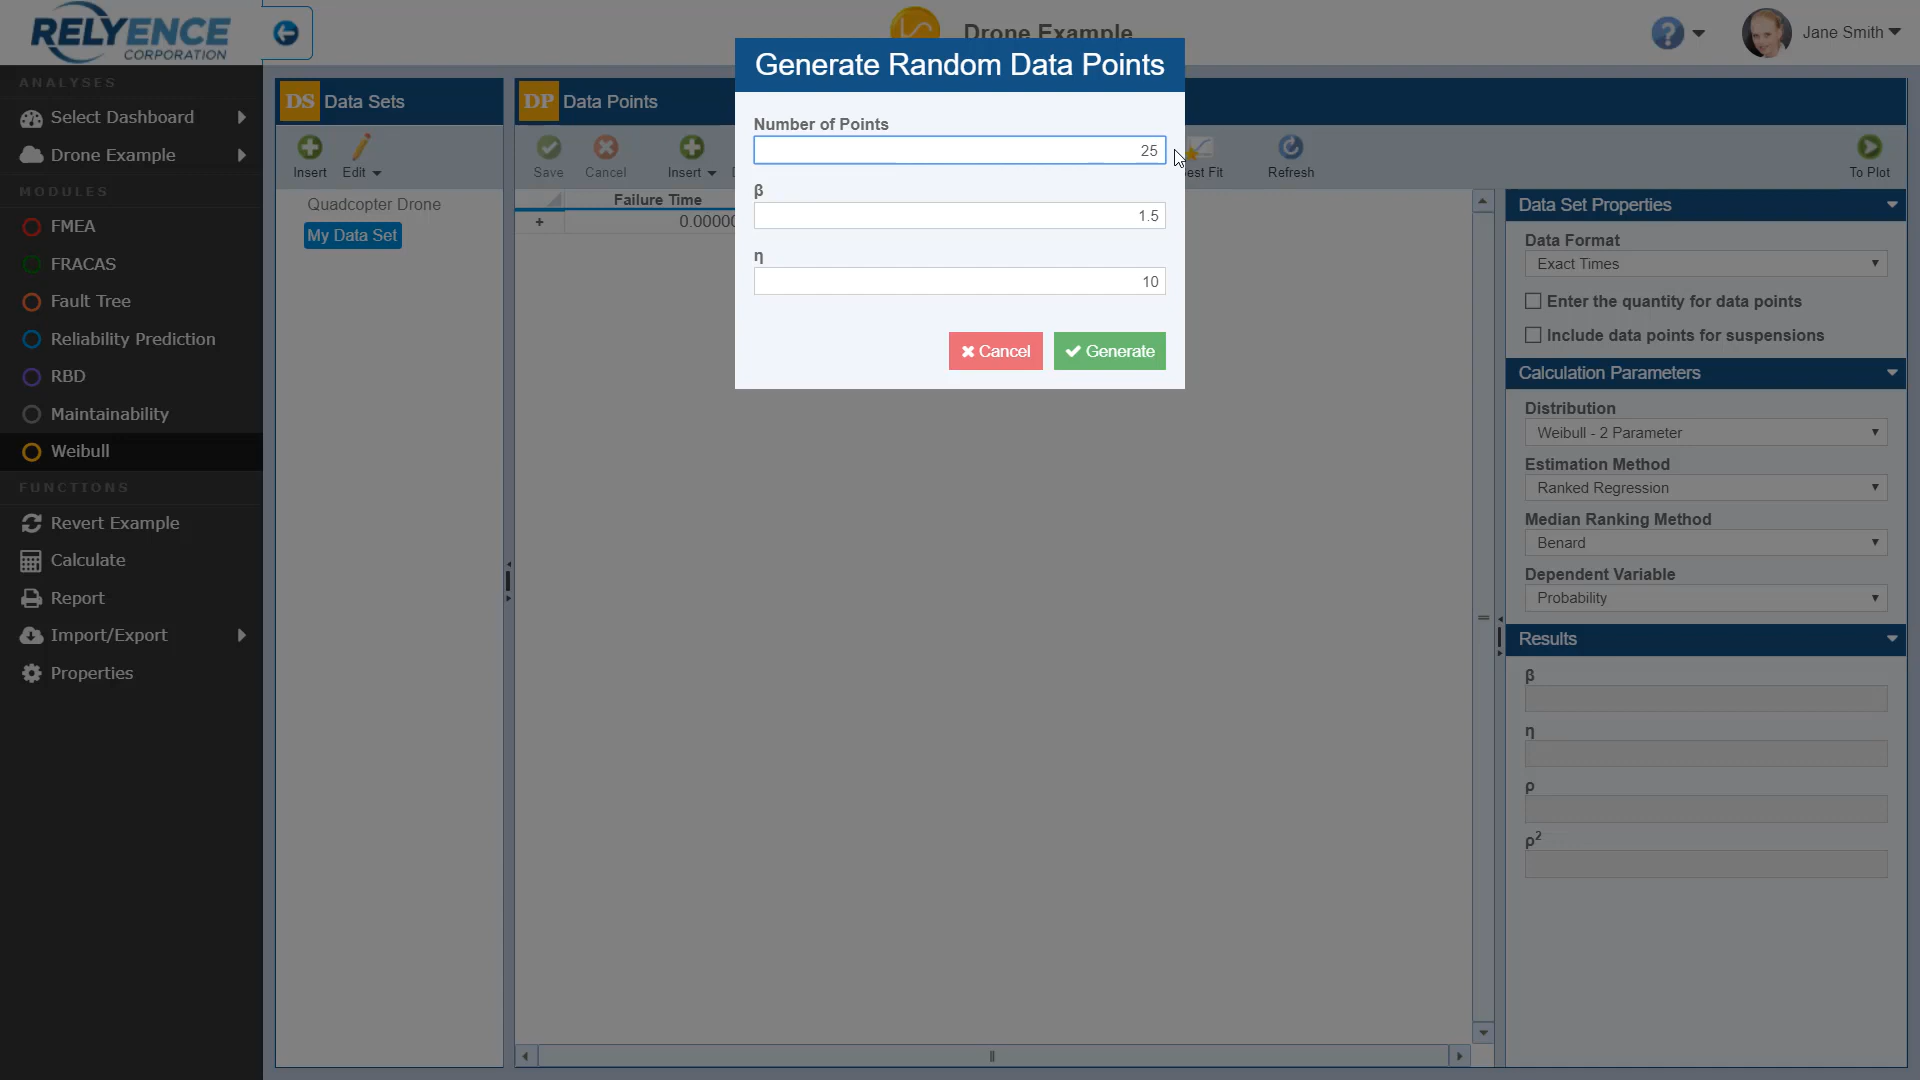 RELYENCE
CORPORATION
Drone Example
? Jane Smith
ANALYSES
Select Dashboard
Drone Example
MODULES
FMEA
FRACAS
Fault Tree
Reliability Prediction
RBD
Maintainability
Weibull
FUNCTIONS
Revert Example
Calculate
Report
Import/Export
Properties
DS Data Sets
Insert Edit
Quadcopter Drone
My Data Set
DP Data Points
Save Cancel Insert
est Fit Refresh To Plot
Failure Time
+ 0.0000
Generate Random Data Points
Number of Points
25
β
1.5
η
10
Cancel Generate
Data Set Properties
Data Format
Exact Times
Enter the quantity for data points
Include data points for suspensions
Calculation Parameters
Distribution
Weibull - 2 Parameter
Estimation Method
Ranked Regression
Median Ranking Method
Benard
Dependent Variable
Probability
Results
β
η
ρ
ρ²